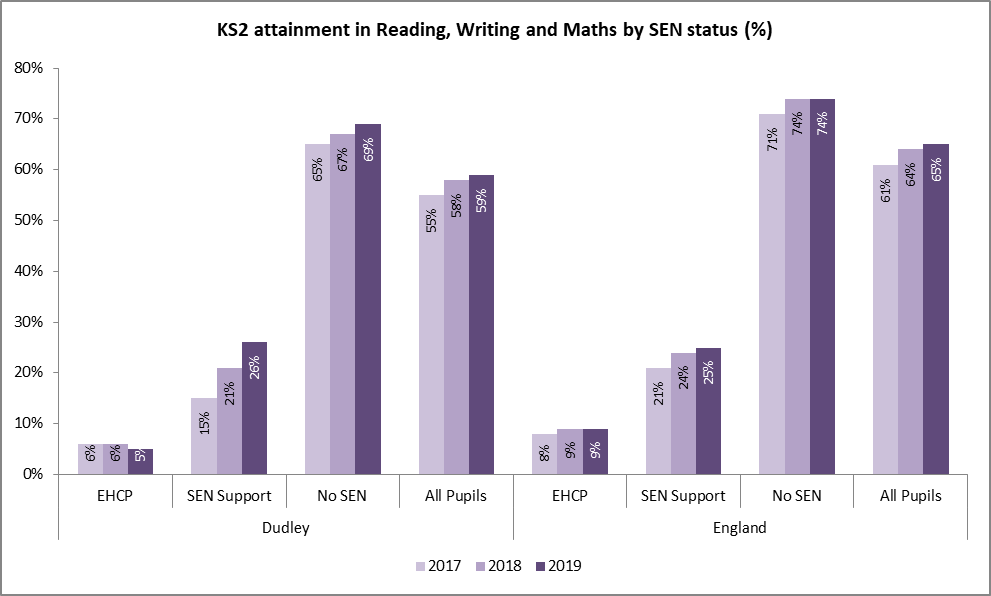 KS2 attainment in Reading, Writing and Maths by SEN status (%)
80%
70%
60%
50%
40%
30%
20%
10%
0%
6% 6% 5% 15% 21% 26% 65% 67% 69% 55% 58% 59% 8% 9% 9% 21% 24% 25% 71% 74% 74% 61% 64% 65%
EHCP SEN Support No SEN All Pupils EHCP SEN Support No SEN All Pupils
Dudley England
2017 2018 2019